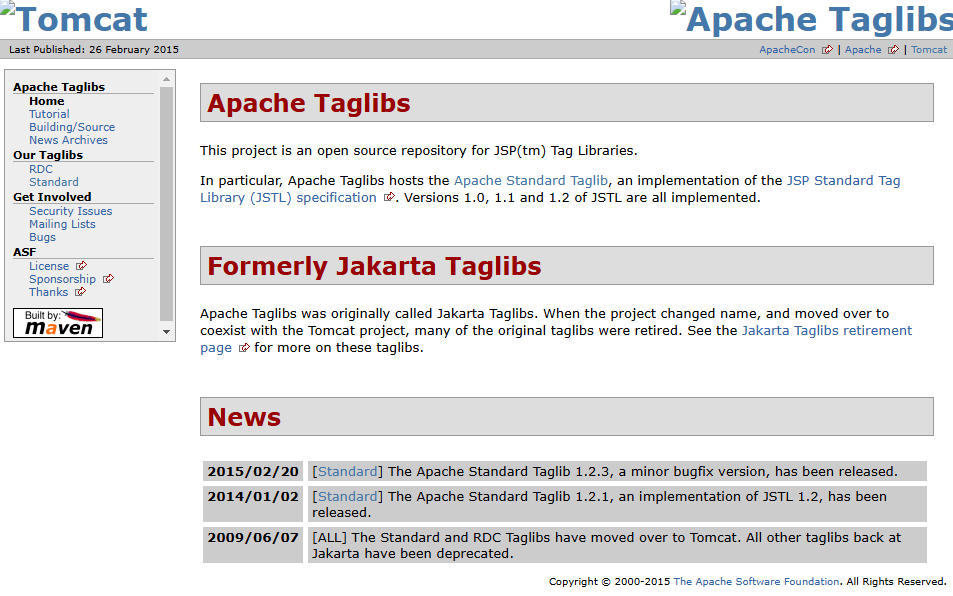 Tomcat
Apache Taglibs
Last Published: 26 February 2015
ApacheCon | Apache | Tomcat
Apache Taglibs
Home
Tutorial
Building/Source
News Archives
Our Taglibs
RDC
Standard
Get Involved
Security Issues
Mailing Lists
Bugs
ASF
License
Sponsorship
Thanks
Built by:
maven
Apache Taglibs
This project is an open source repository for JSP(tm) Tag Libraries.
In particular, Apache Taglibs hosts the Apache Standard Taglib, an implementation of the JSP Standard Tag
Library (JSTL) specification . Versions 1.0, 1.1 and 1.2 of JSTL are all implemented.
Formerly Jakarta Taglibs
Apache Taglibs was originally called Jakarta Taglibs. When the project changed name, and moved over to
coexist with the Tomcat project, many of the original taglibs were retired. See the Jakarta Taglibs retirement
page for more on these taglibs.
News
2015/02/20 [Standard] The Apache Standard Taglib 1.2.3, a minor bugfix version, has been released.
2014/01/02 [Standard] The Apache Standard Taglib 1.2.1, an implementation of JSTL 1.2, has been
released.
2009/06/07 [ALL] The Standard and RDC Taglibs have moved over to Tomcat. All other taglibs back at
Jakarta have been deprecated.
Copyright © 2000-2015 The Apache Software Foundation. All Rights Reserved.